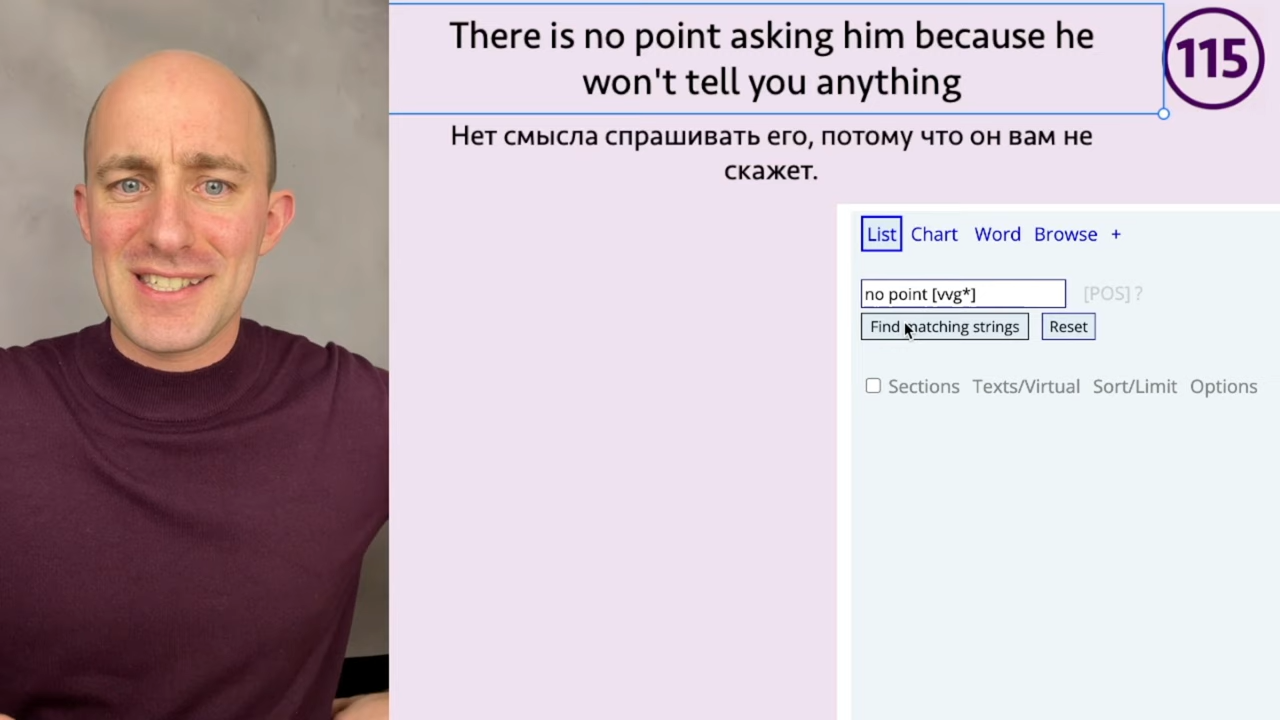 There is no point asking him because he
won't tell you anything
115
Нет смысла спрашивать его, потому что он вам не
скажет.
List Chart Word Browse +
no point [vvg*] [POS] ?
Find matching strings Reset
Sections Texts/Virtual Sort/Limit Options